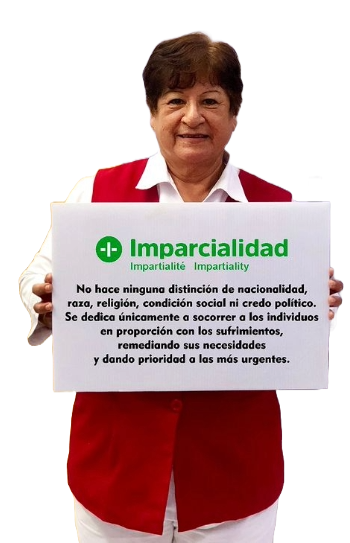 Imparcialidad
Impartialité Impartiality
No hace ninguna distinción de nacionalidad,
raza, religión, condición social ni credo político.
Se dedica únicamente a socorrer a los individuos
en proporción con los sufrimientos,
remediando sus necesidades
y dando prioridad a las más urgentes.